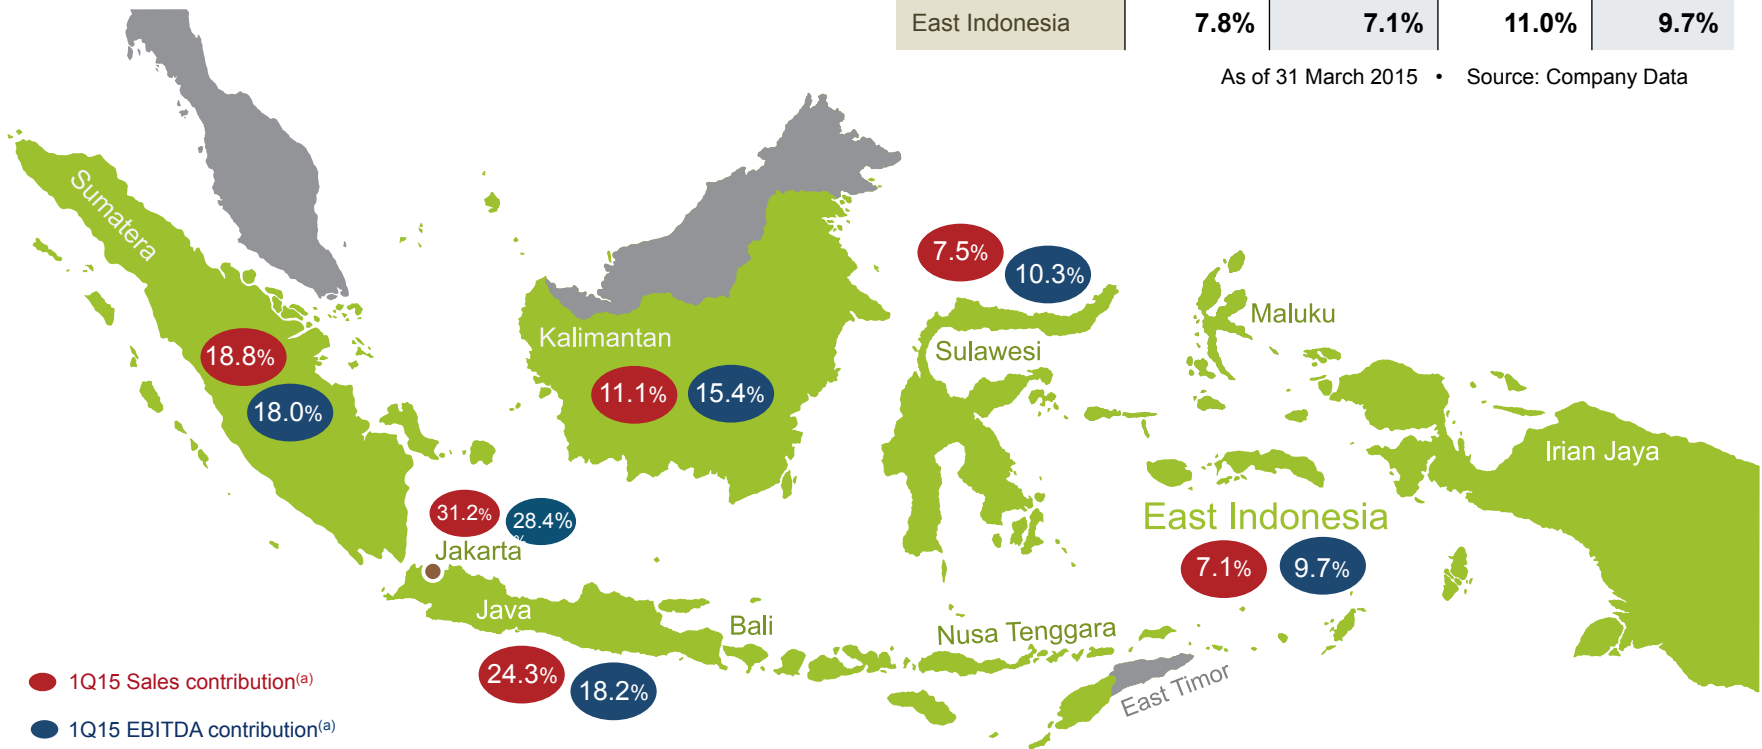 East Indonesia 7.8% 7.1% 11.0% 9.7%
As of 31 March 2015 • Source: Company Data
Sumatera
7.5%
10.3%
Maluku
Kalimantan
Sulawesi
18.8%
18.0%
11.1%
15.4%
Irian Jaya
31.2%
28.4%
%
Jakarta
East Indonesia
7.1%
9.7%
Java
Bali
Nusa Tenggara
East Timor
24.3%
18.2%
1Q15 Sales contribution(a)
1Q15 EBITDA contribution(a)